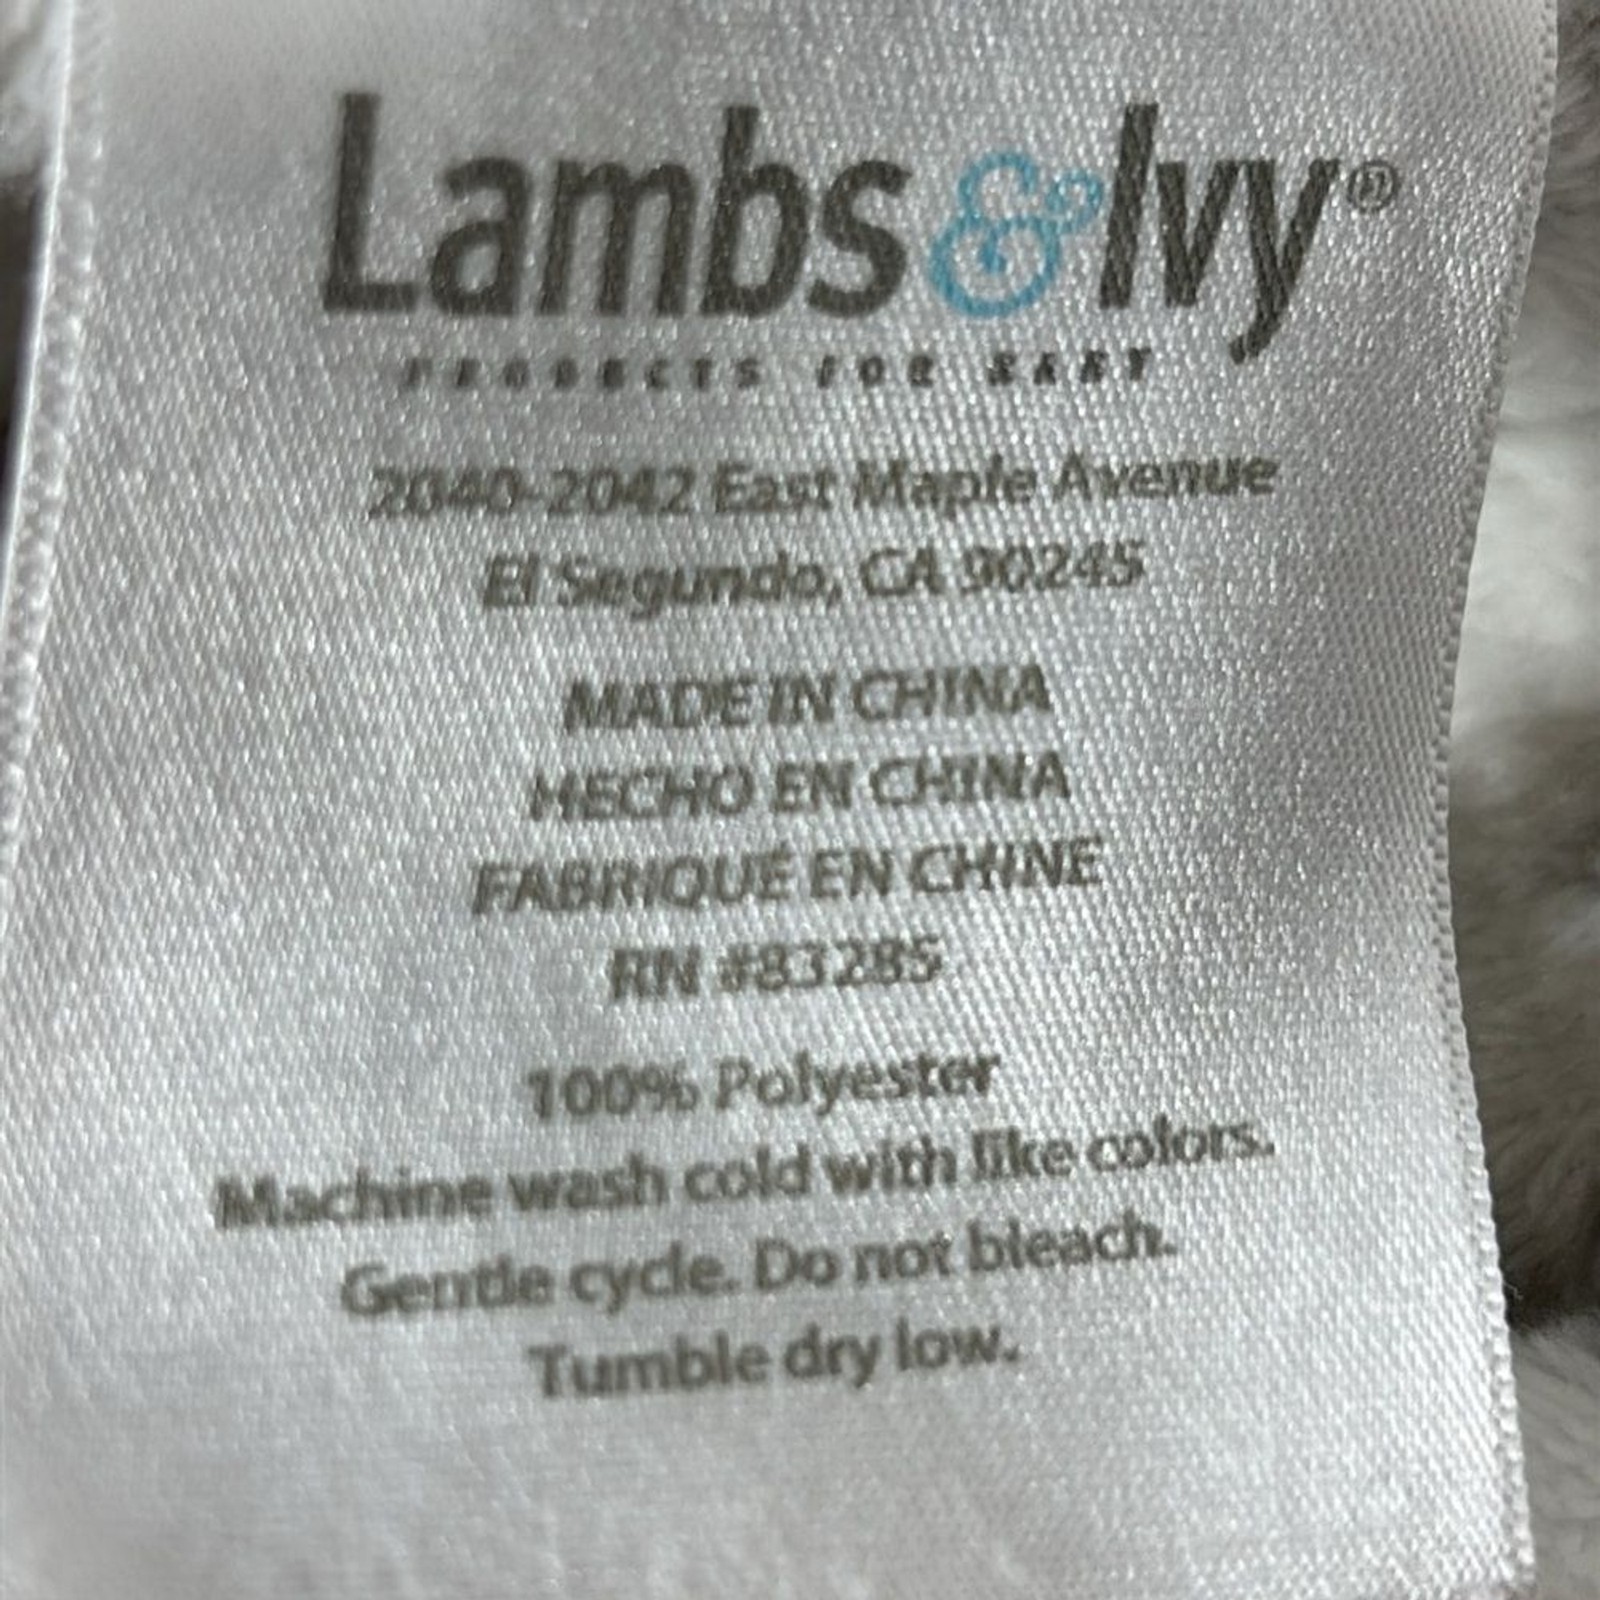 Lambs & Ivy®
PRODUCTS FOR BABY
2040-2042 East Maple Avenue
El Segundo, CA 90245
MADE IN CHINA
HECHO EN CHINA
FABRIQUÉ EN CHINE
RN #83285
100% Polyester
Machine wash cold with like colors.
Gentle cycle. Do not bleach.
Tumble dry low.